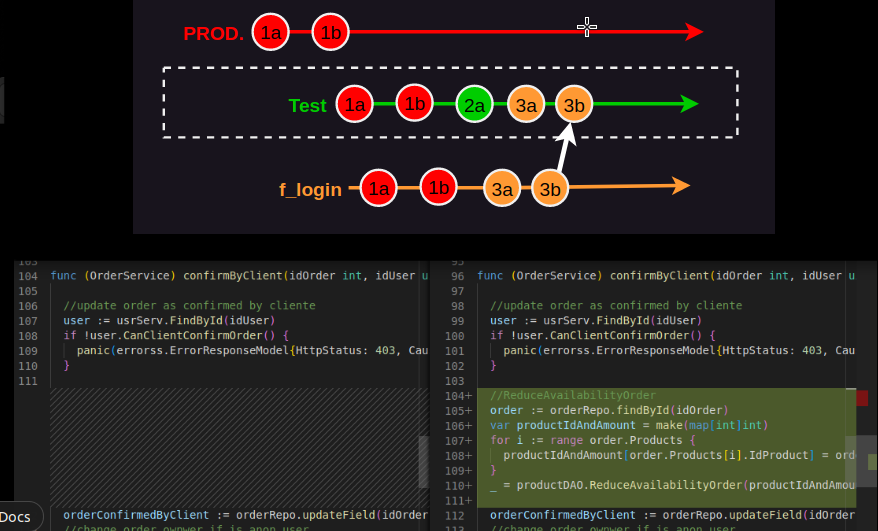 PROD. 1a 1b
Test 1a 1b 2a 3a 3b
f_login 1a 1b 3a 3b
103
104 func (OrderService) confirmByClient(idOrder int, idUser u
105
106 //update order as confirmed by cliente
107 user := usrServ.FindById(idUser)
108 if !user.CanClientConfirmOrder() {
109 panic(errorss.ErrorResponseModel{HttpStatus: 403, Cau
110 }
111
orderConfirmedByClient := orderRepo.updateField(idOrder
//change order ownwer if is anon user
Docs
95
96 func (OrderService) confirmByClient(idOrder int, idUser u
97
98 //update order as confirmed by cliente
99 user := usrServ.FindById(idUser)
100 if !user.CanClientConfirmOrder() {
101 panic(errorss.ErrorResponseModel{HttpStatus: 403, Cau
102 }
103
104+ //ReduceAvailabilityOrder
105+ order := orderRepo.findById(idOrder)
106+ var productIdAndAmount = make(map[int]int)
107+ for i := range order.Products {
108+ productIdAndAmount[order.Products[i].IdProduct] = ord
109+ }
110+ _ = productDAO.ReduceAvailabilityOrder(productIdAndAmou
111+
112 orderConfirmedByClient := orderRepo.updateField(idOrder
113 //change order ownwer if is anon user